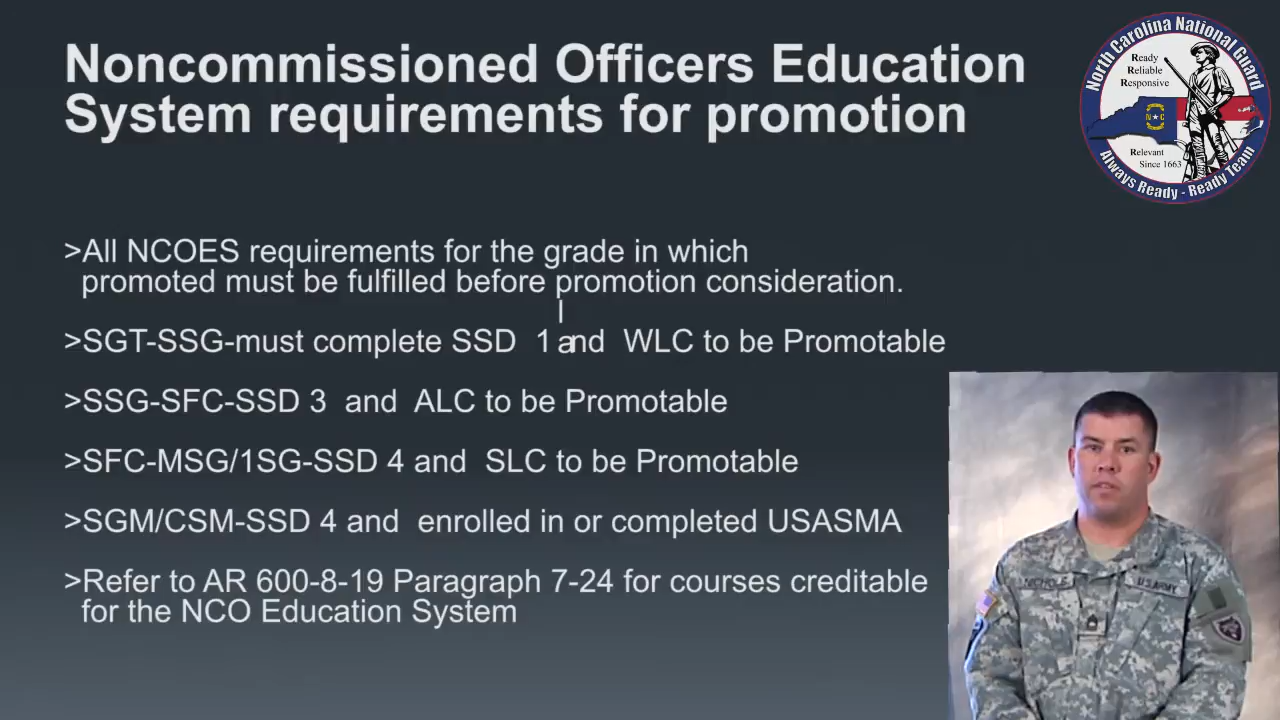 Noncommissioned Officers Education
System requirements for promotion
North Carolina National Guard
Ready
Reliable
Responsive
N C
Relevant
Since 1663
Always Ready - Ready Team
>All NCOES requirements for the grade in which
promoted must be fulfilled before promotion consideration.
>SGT-SSG-must complete SSD 1 and WLC to be Promotable
>SSG-SFC-SSD 3 and ALC to be Promotable
>SFC-MSG/1SG-SSD 4 and SLC to be Promotable
>SGM/CSM-SSD 4 and enrolled in or completed USASMA
>Refer to AR 600-8-19 Paragraph 7-24 for courses creditable
for the NCO Education System
NICHOLS
U.S. ARMY